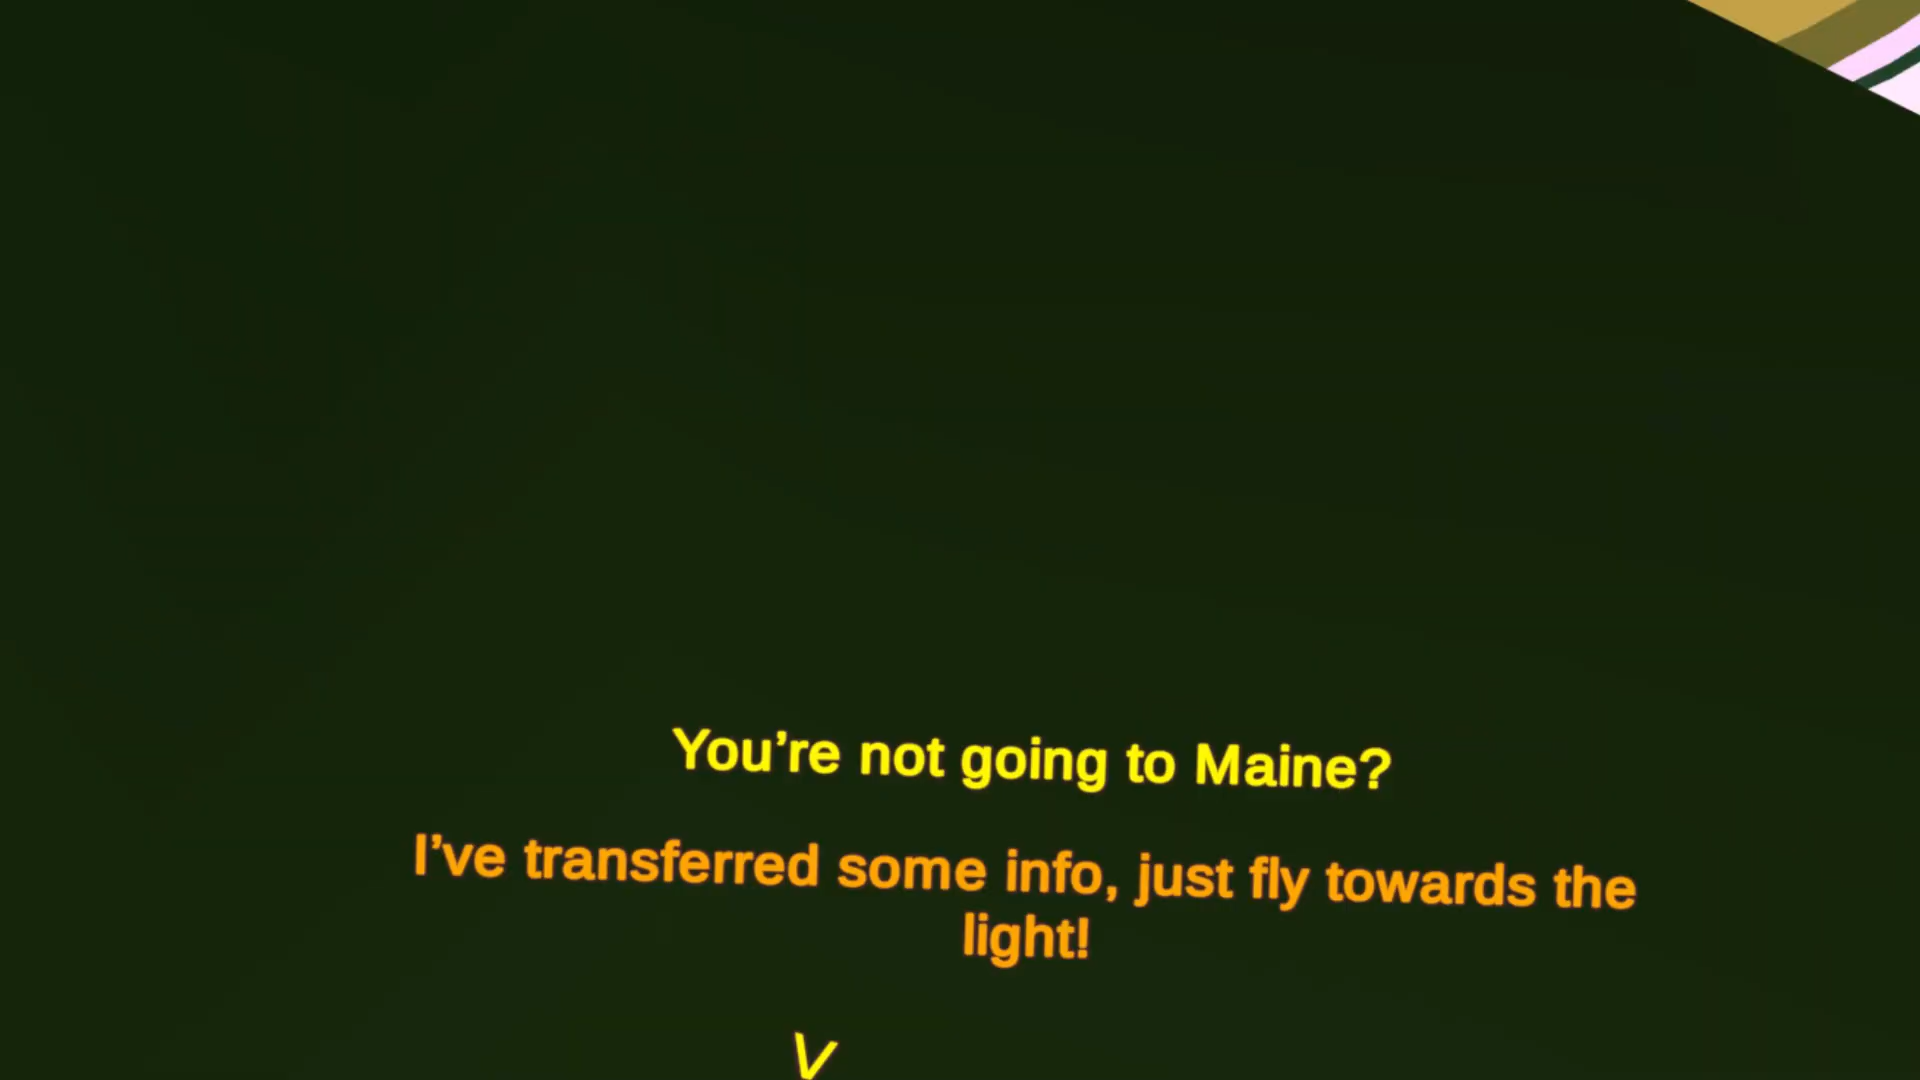 You’re not going to Maine?
I’ve transferred some info, just fly towards the
light!
V